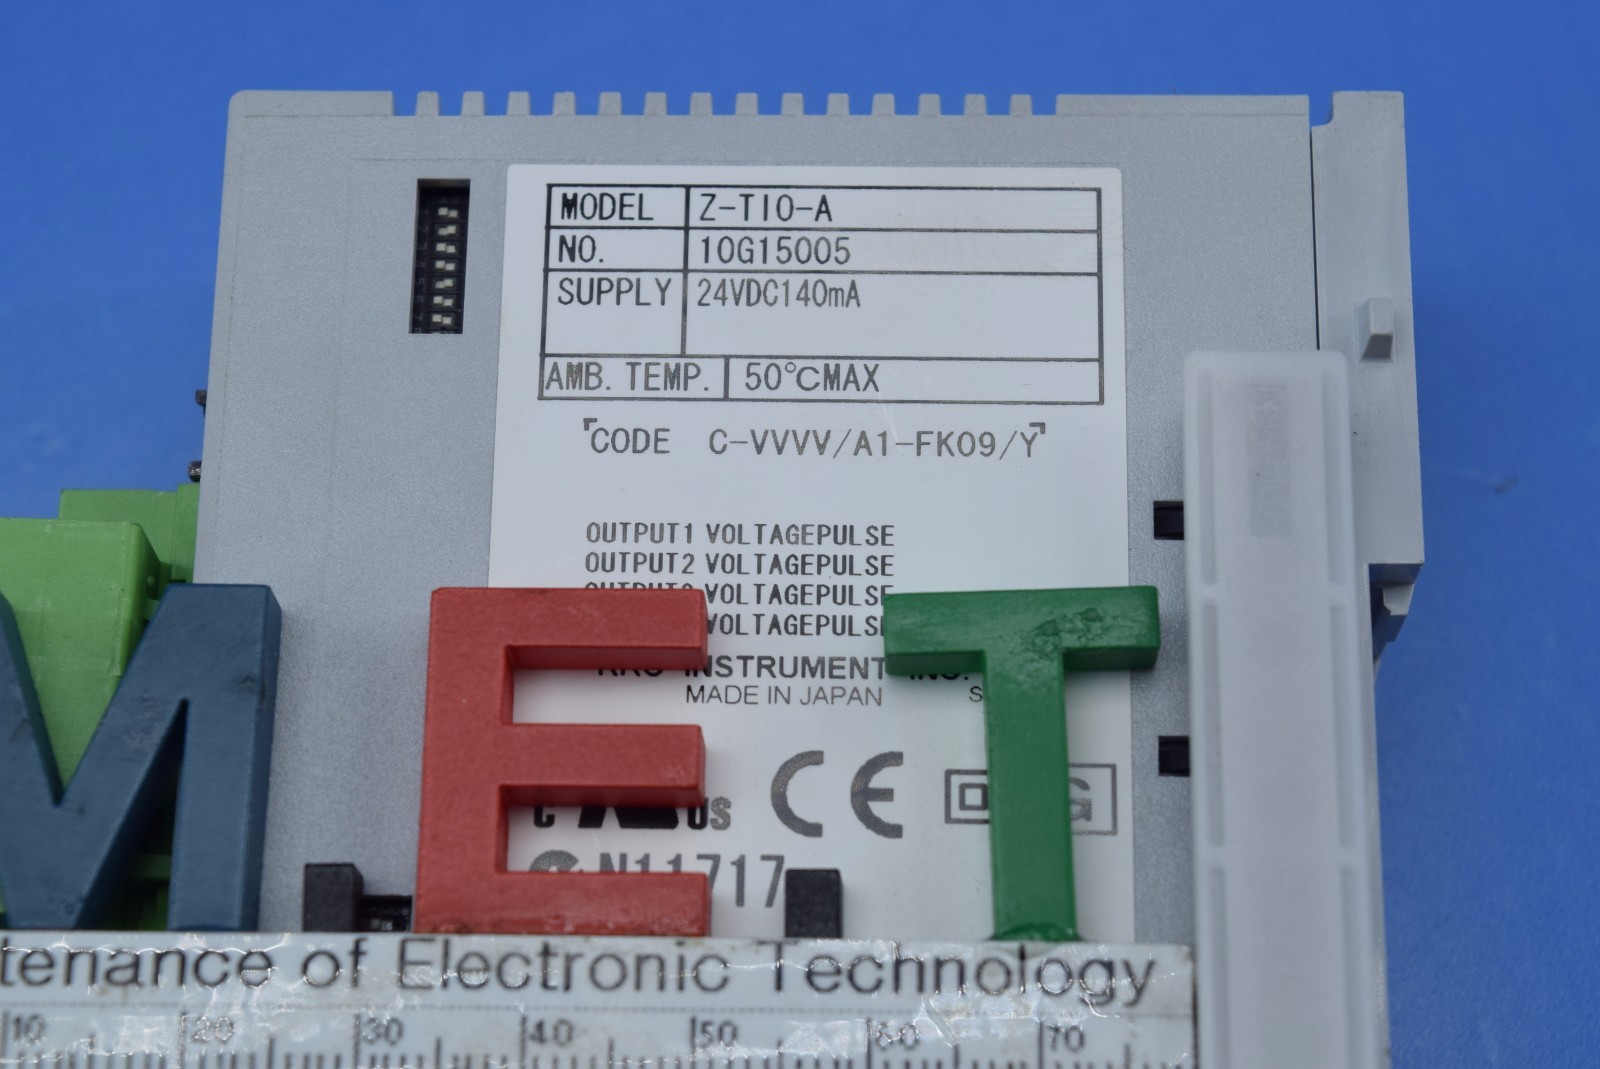 MODEL Z-TIO-A
NO. 10G15005
SUPPLY 24VDC140mA
AMB. TEMP. 50°CMAX
「CODE C-VVVV/A1-FK09/Y」
OUTPUT1 VOLTAGEPULSE
OUTPUT2 VOLTAGEPULSE
VOLTAGEPULSE
VOLTAGEPULSE
INSTRUMENT INC.
MADE IN JAPAN
c US CE
N11717
M.E.T
tenance of Electronic Technology
10 20 30 40 50 60 70